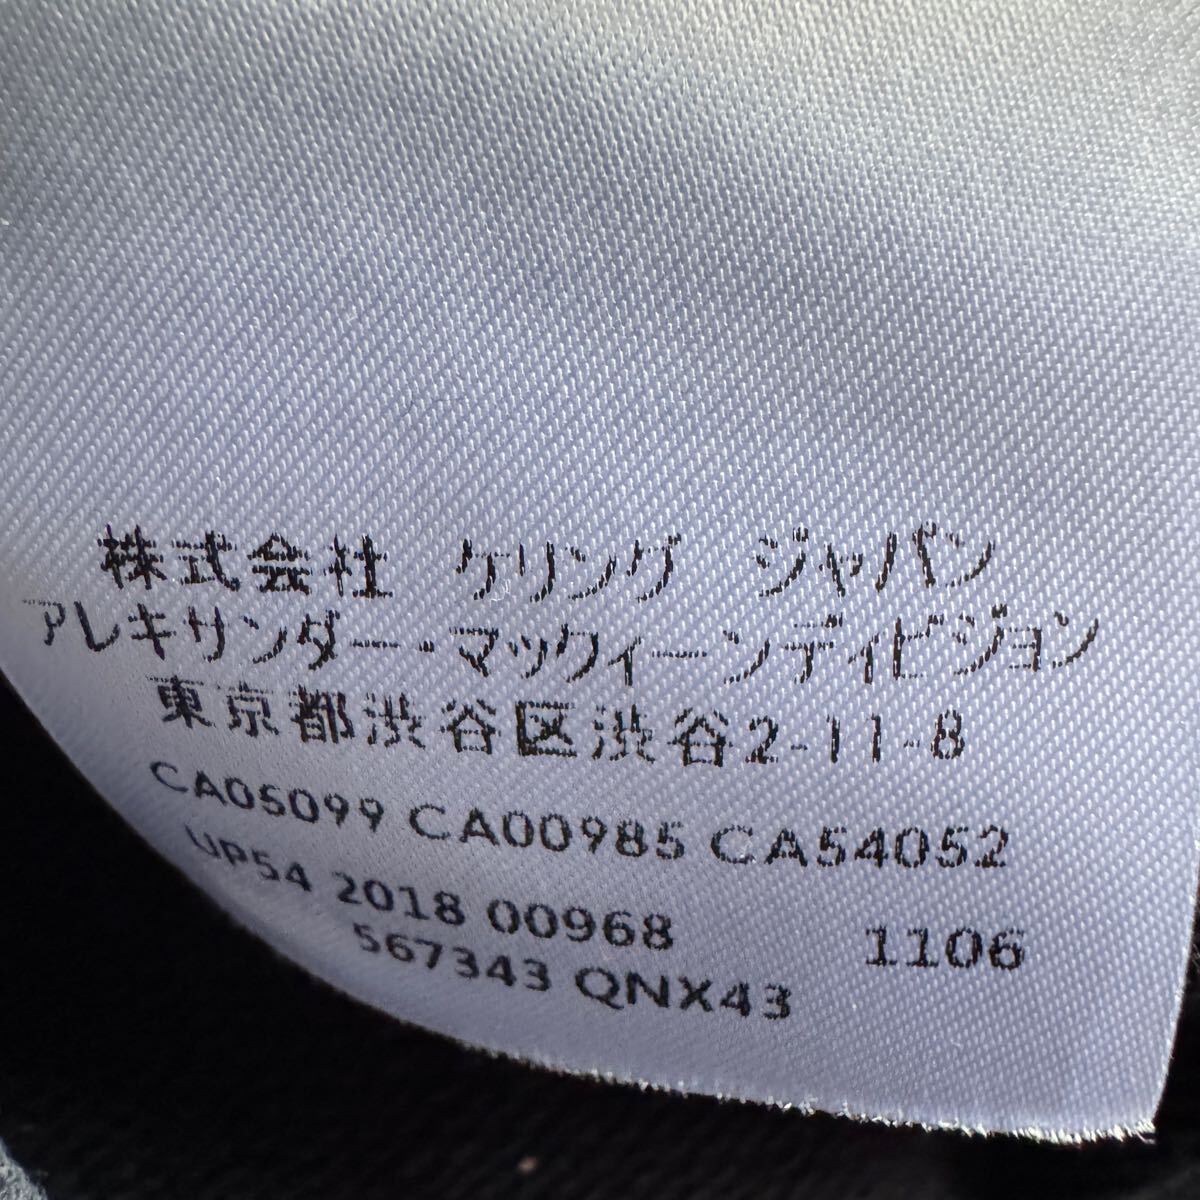 株式会社 ケリング ジャパン
アレキサンダー・マックィーンディビジョン
東京都渋谷区渋谷2-11-8
CA05099 CA00985 CA54052
UP54 2018 00968 1106
567343 QNX43